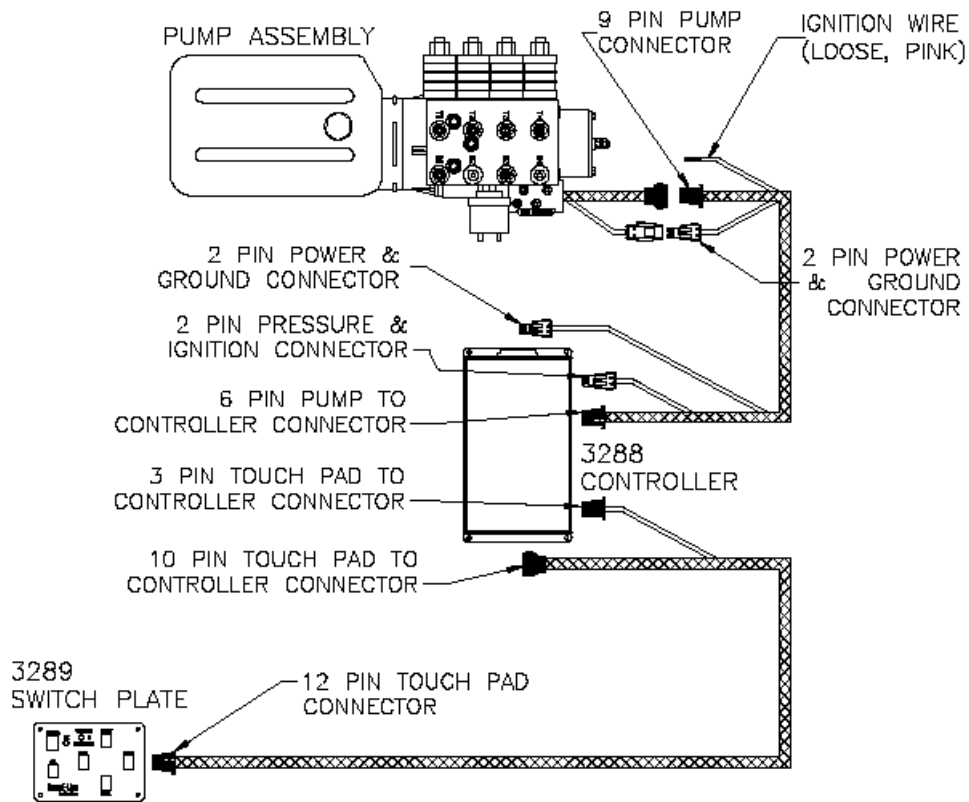 PUMP ASSEMBLY
9 PIN PUMP
CONNECTOR
IGNITION WIRE
(LOOSE, PINK)
2 PIN POWER &
GROUND CONNECTOR
2 PIN POWER
& GROUND
CONNECTOR
2 PIN PRESSURE &
IGNITION CONNECTOR
6 PIN PUMP TO
CONTROLLER CONNECTOR
3288
CONTROLLER
3 PIN TOUCH PAD TO
CONTROLLER CONNECTOR
10 PIN TOUCH PAD TO
CONTROLLER CONNECTOR
3289
SWITCH PLATE
12 PIN TOUCH PAD
CONNECTOR